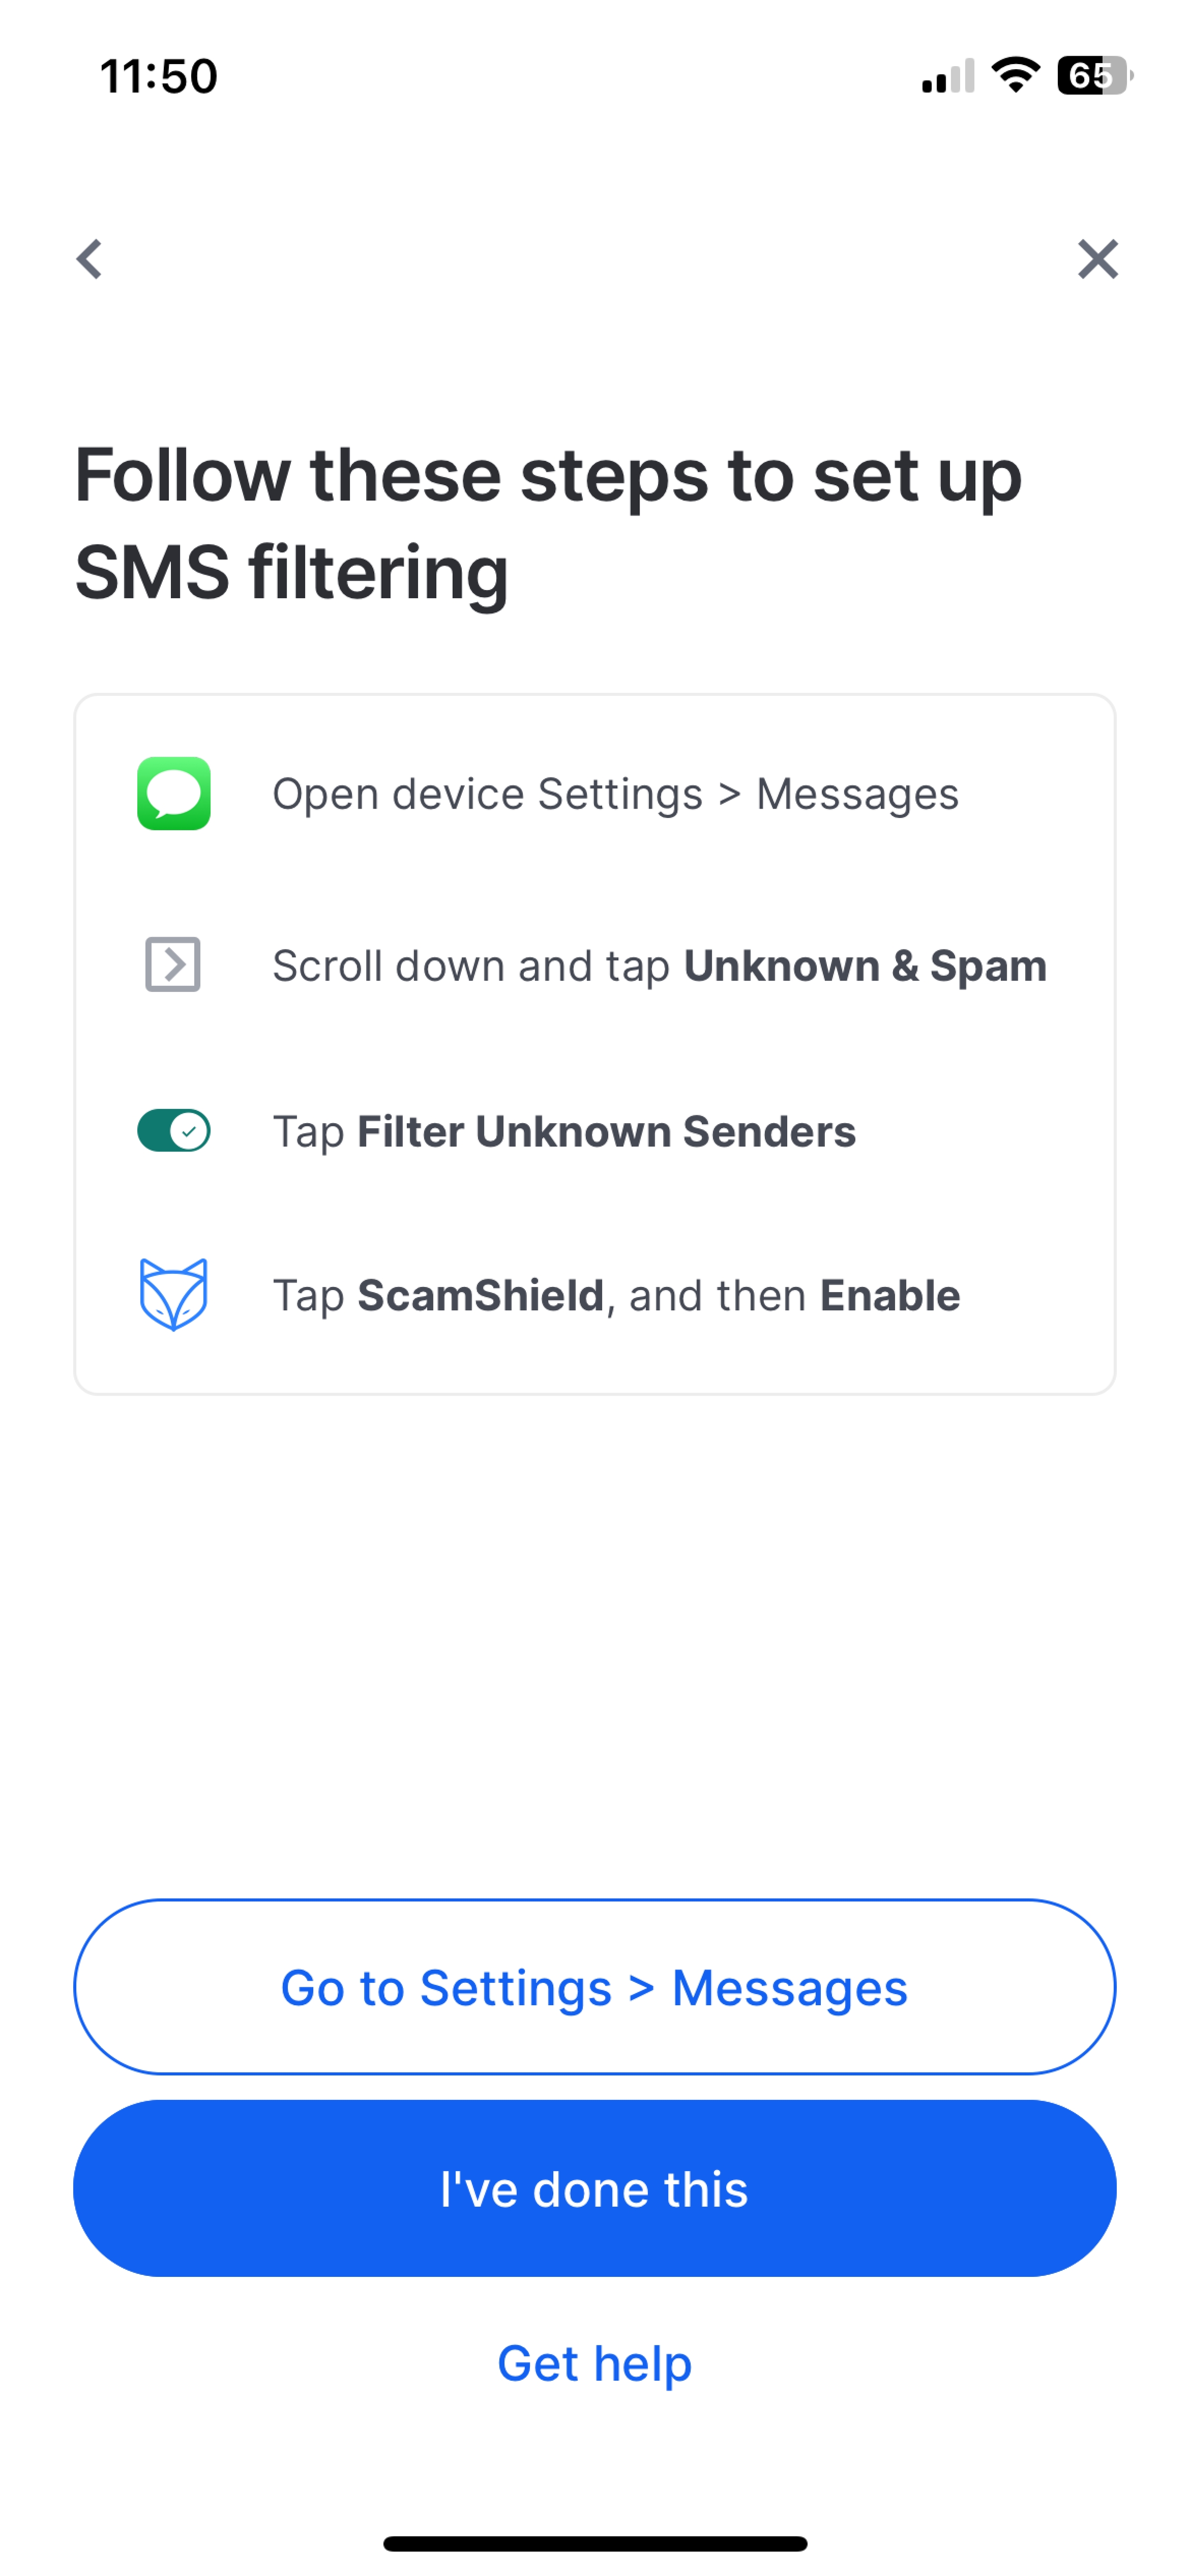 11:50
65
Follow these steps to set up
SMS filtering
Open device Settings > Messages
Scroll down and tap Unknown & Spam
Tap Filter Unknown Senders
Tap ScamShield, and then Enable
Go to Settings > Messages
I've done this
Get help